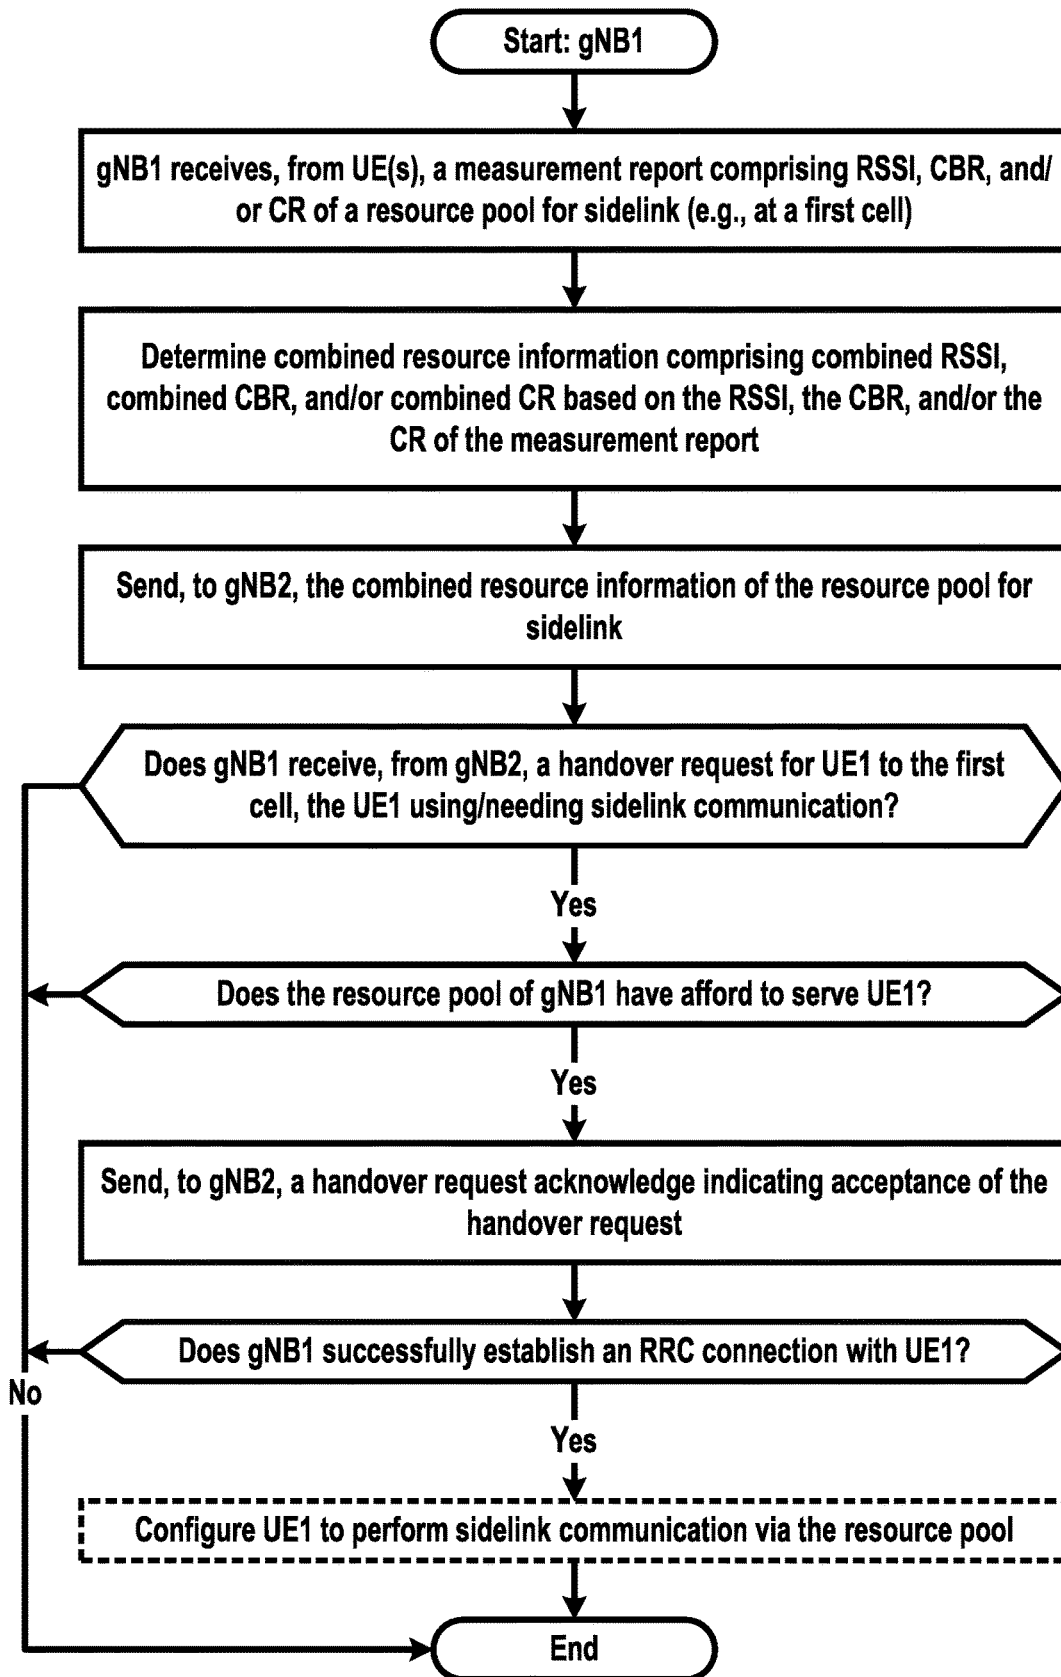 Start: gNB1
gNB1 receives, from UE(s), a measurement report comprising RSSI, CBR, and/
or CR of a resource pool for sidelink (e.g., at a first cell)
Determine combined resource information comprising combined RSSI,
combined CBR, and/or combined CR based on the RSSI, the CBR, and/or the
CR of the measurement report
Send, to gNB2, the combined resource information of the resource pool for
sidelink
Does gNB1 receive, from gNB2, a handover request for UE1 to the first
cell, the UE1 using/needing sidelink communication?
Yes
Does the resource pool of gNB1 have afford to serve UE1?
Yes
Send, to gNB2, a handover request acknowledge indicating acceptance of the
handover request
Does gNB1 successfully establish an RRC connection with UE1?
No
Yes
Configure UE1 to perform sidelink communication via the resource pool
End